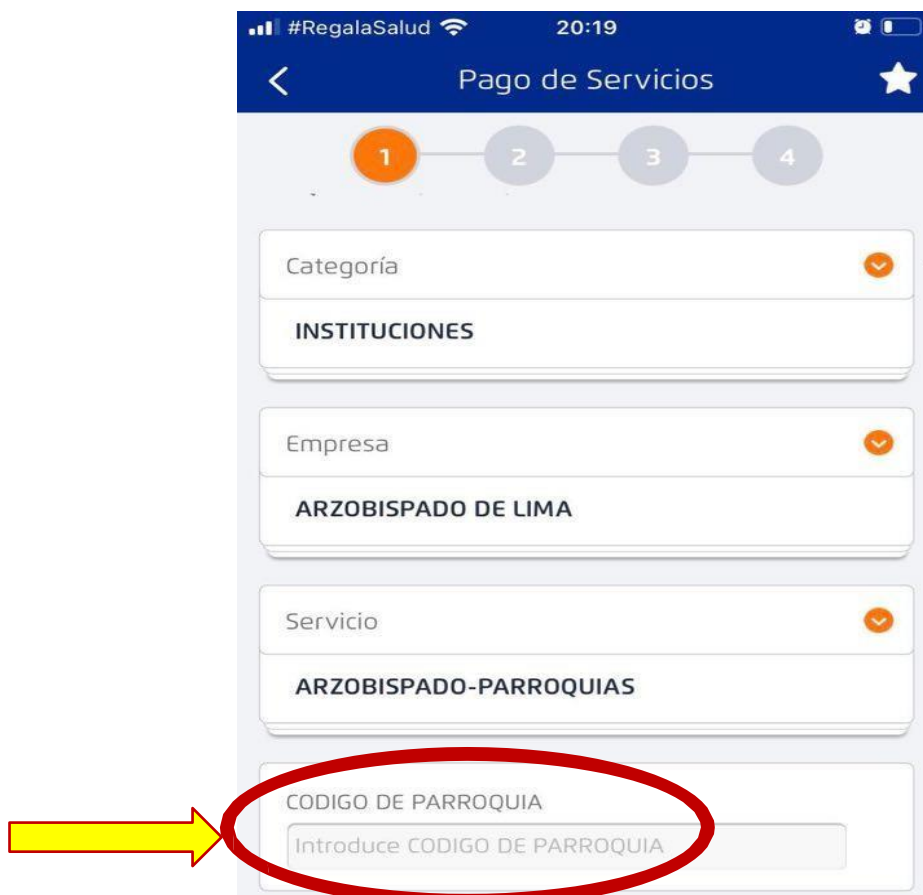 #RegalaSalud 20:19
Pago de Servicios
1 2 3 4
Categoría
INSTITUCIONES
Empresa
ARZOBISPADO DE LIMA
Servicio
ARZOBISPADO-PARROQUIAS
CODIGO DE PARROQUIA
Introduce CODIGO DE PARROQUIA